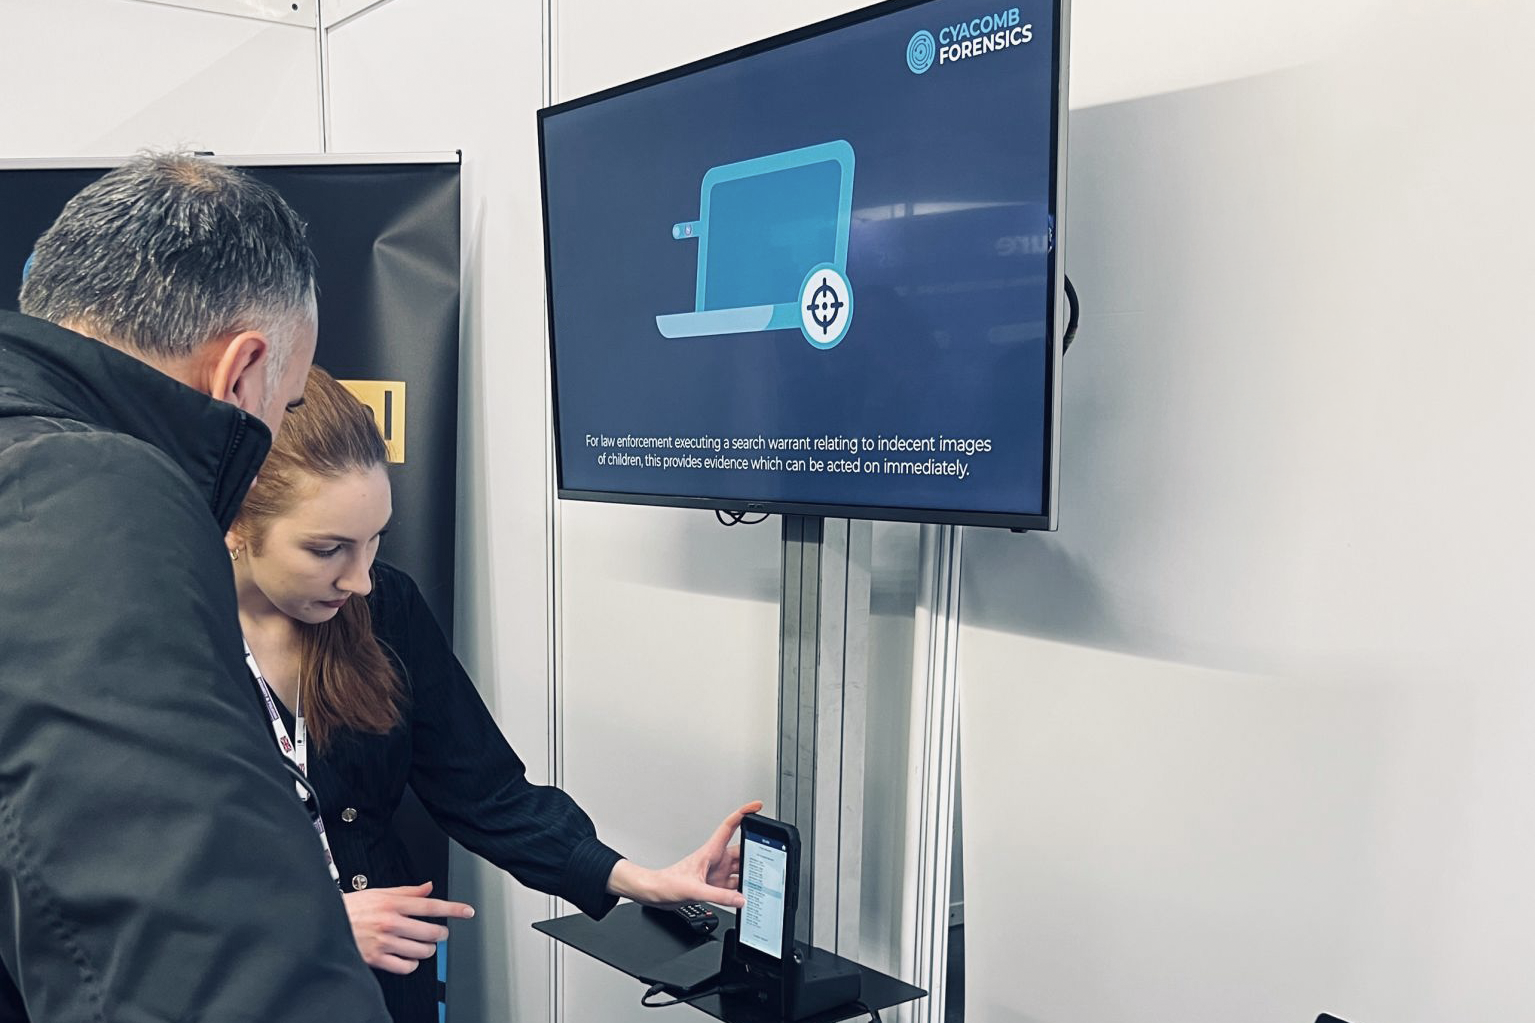 CYACOMB
FORENSICS
For law enforcement executing a search warrant relating to indecent images
of children, this provides evidence which can be acted on immediately.